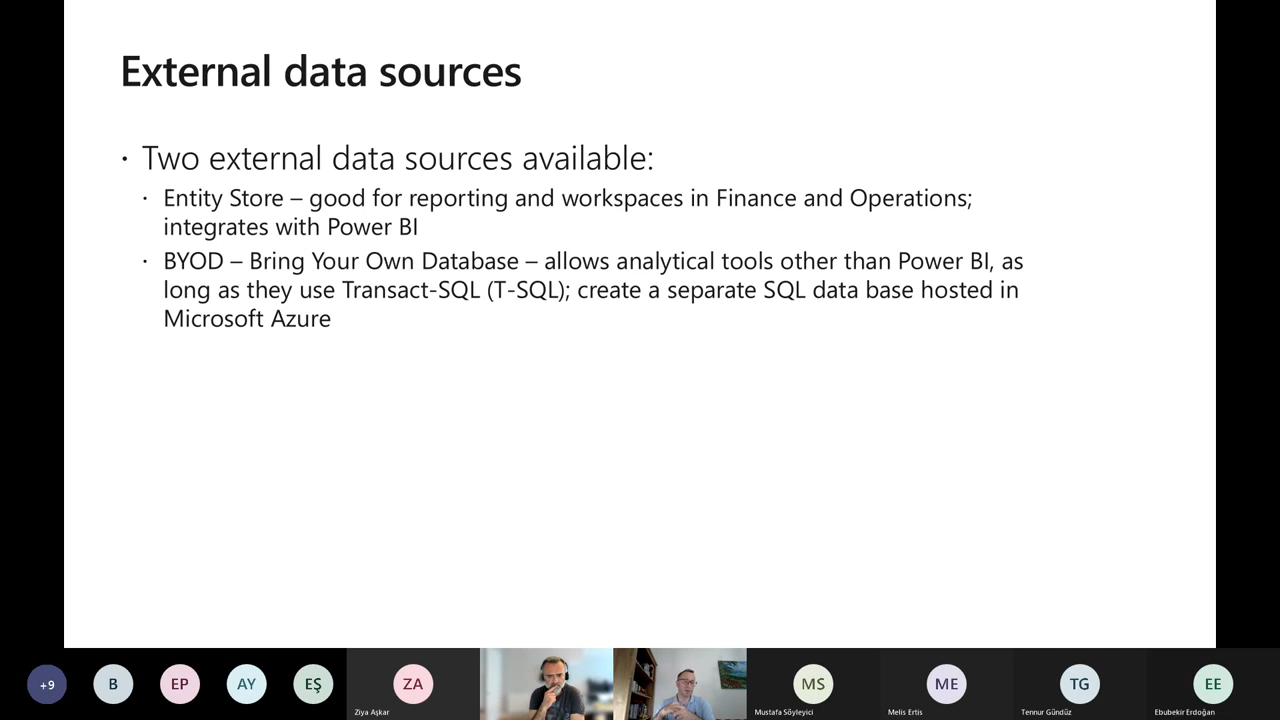 External data sources
• Two external data sources available:
• Entity Store – good for reporting and workspaces in Finance and Operations;
integrates with Power BI
• BYOD – Bring Your Own Database – allows analytical tools other than Power BI, as
long as they use Transact-SQL (T-SQL); create a separate SQL data base hosted in
Microsoft Azure
+9
B
EP
AY
EŞ
ZA
MS
ME
TG
EE
Ziya Aşkar
Mustafa Söyleyici
Melis Ertis
Tennur Gündüz
Ebubekir Erdoğan